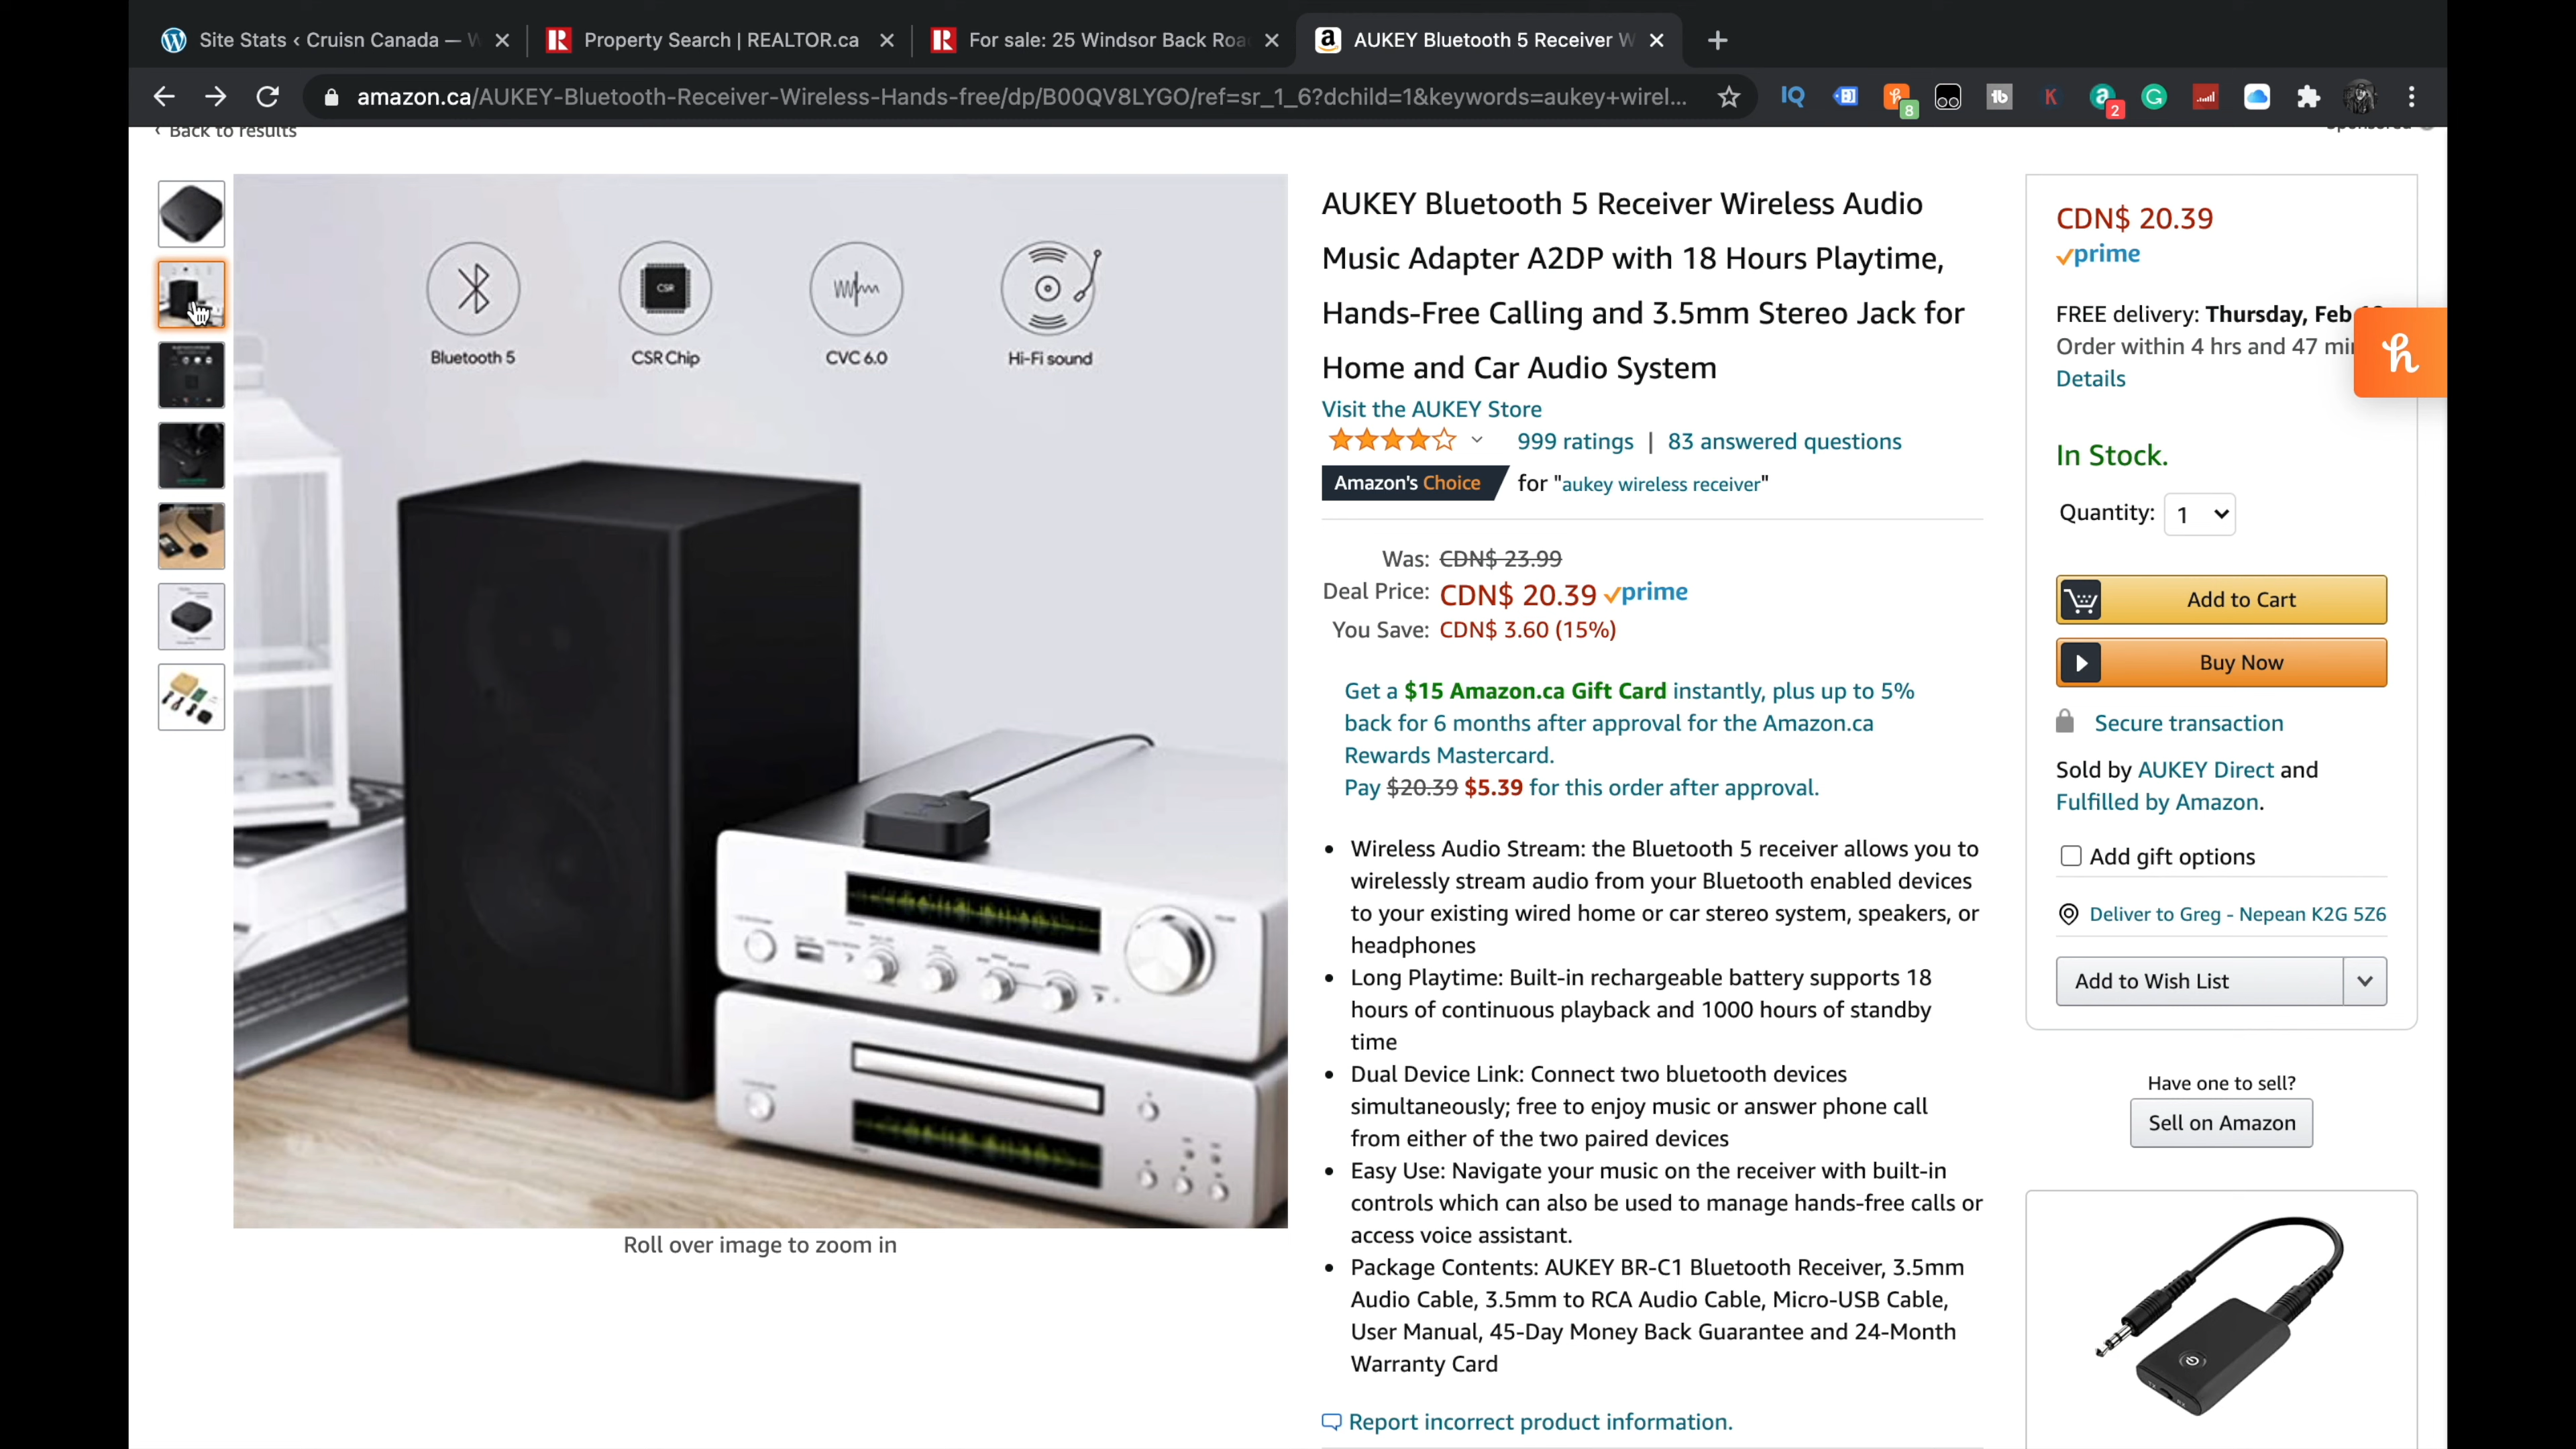 Site Stats ‹ Cruisn Canada —
Property Search | REALTOR.ca
For sale: 25 Windsor Back Roa
AUKEY Bluetooth 5 Receiver W
amazon.ca/AUKEY-Bluetooth-Receiver-Wireless-Hands-free/dp/B00QV8LYGO/ref=sr_1_6?dchild=1&keywords=aukey+wirel...
8
2
‹ Back to results
Sponsored
Bluetooth 5
CSR Chip
CVC 6.0
Hi-Fi sound
CSR
Roll over image to zoom in
AUKEY Bluetooth 5 Receiver Wireless Audio
Music Adapter A2DP with 18 Hours Playtime,
Hands-Free Calling and 3.5mm Stereo Jack for
Home and Car Audio System
Visit the AUKEY Store
999 ratings | 83 answered questions
Amazon's Choice for "aukey wireless receiver"
Was: CDN$ 23.99
Deal Price: CDN$ 20.39 prime
You Save: CDN$ 3.60 (15%)
Get a $15 Amazon.ca Gift Card instantly, plus up to 5%
back for 6 months after approval for the Amazon.ca
Rewards Mastercard.
Pay $20.39 $5.39 for this order after approval.
• Wireless Audio Stream: the Bluetooth 5 receiver allows you to
wirelessly stream audio from your Bluetooth enabled devices
to your existing wired home or car stereo system, speakers, or
headphones
• Long Playtime: Built-in rechargeable battery supports 18
hours of continuous playback and 1000 hours of standby
time
• Dual Device Link: Connect two bluetooth devices
simultaneously; free to enjoy music or answer phone call
from either of the two paired devices
• Easy Use: Navigate your music on the receiver with built-in
controls which can also be used to manage hands-free calls or
access voice assistant.
• Package Contents: AUKEY BR-C1 Bluetooth Receiver, 3.5mm
Audio Cable, 3.5mm to RCA Audio Cable, Micro-USB Cable,
User Manual, 45-Day Money Back Guarantee and 24-Month
Warranty Card
Report incorrect product information.
CDN$ 20.39
prime
FREE delivery: Thursday, Feb
Order within 4 hrs and 47 min
Details
In Stock.
Quantity: 1
Add to Cart
Buy Now
Secure transaction
Sold by AUKEY Direct and
Fulfilled by Amazon.
Add gift options
Deliver to Greg - Nepean K2G 5Z6
Add to Wish List
Have one to sell?
Sell on Amazon